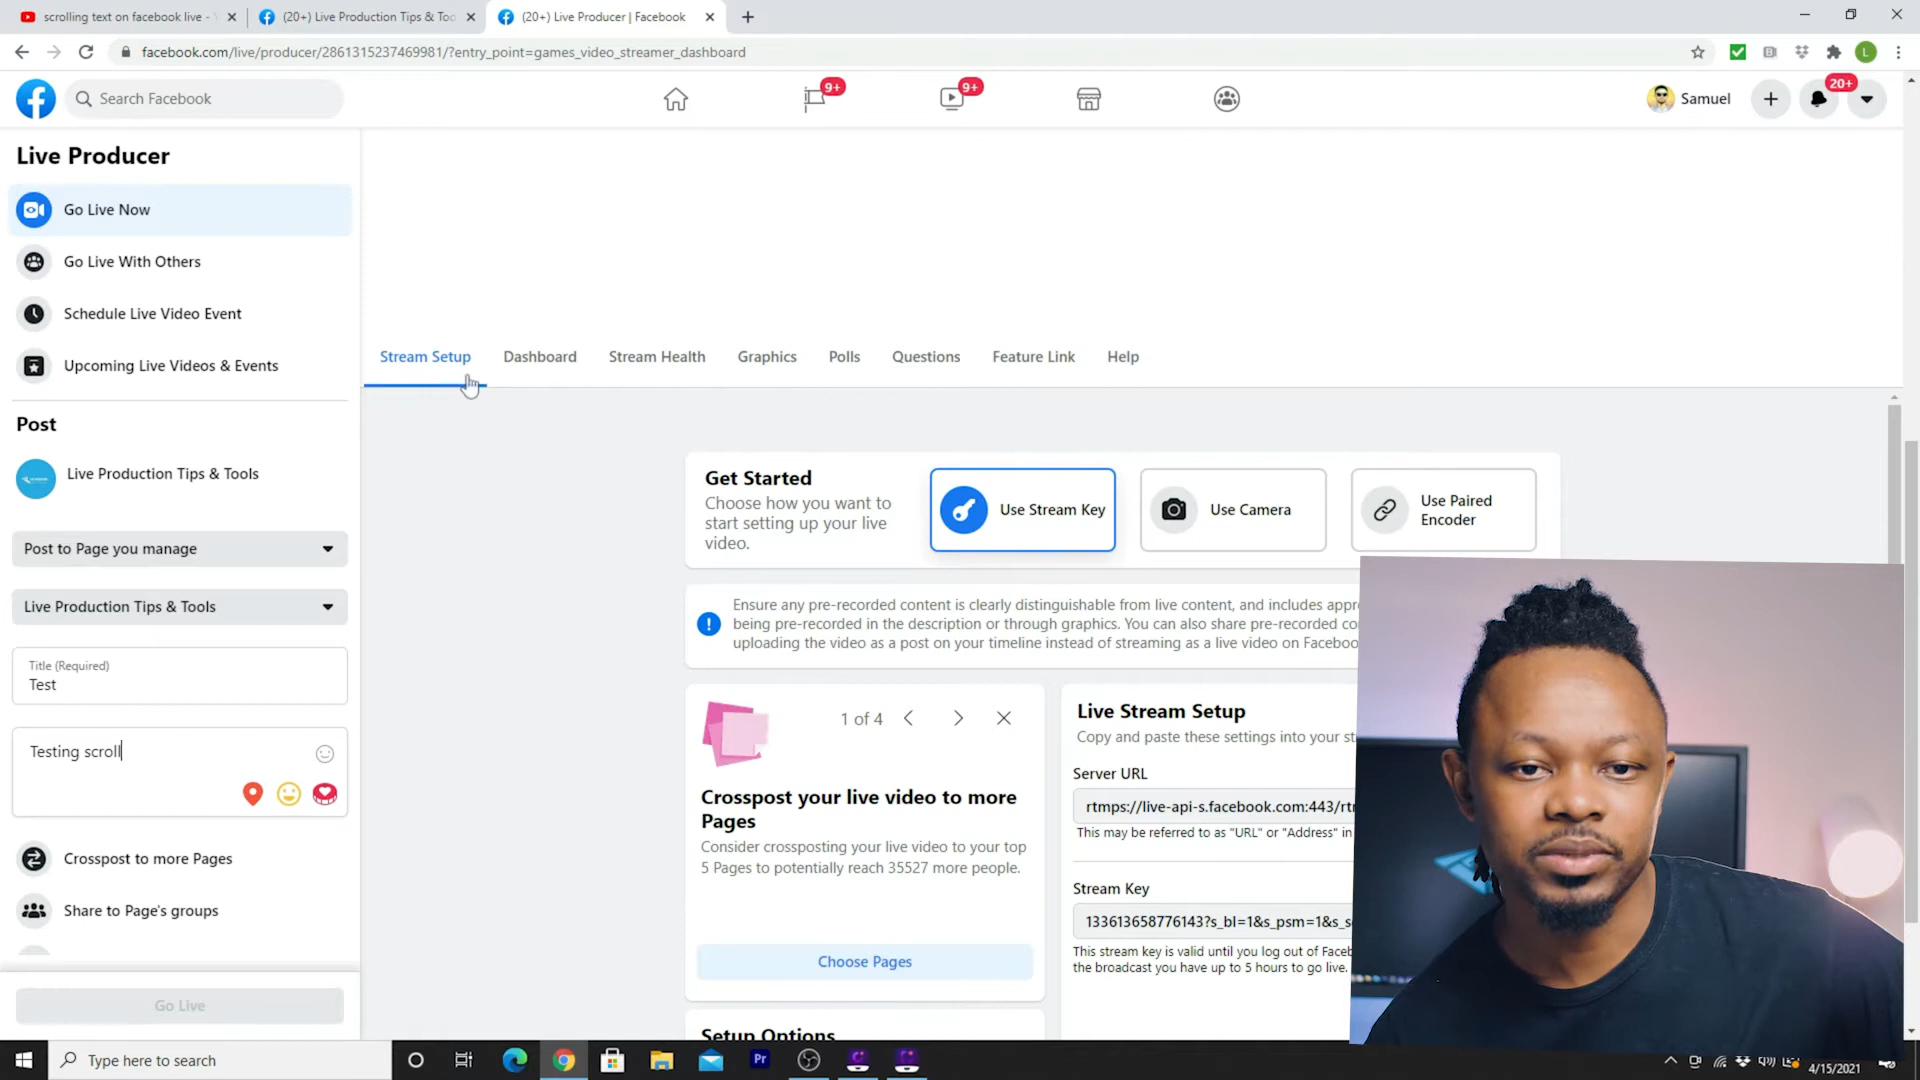 scrolling text on facebook live -
(20+) Live Production Tips & Too
(20+) Live Producer | Facebook
facebook.com/live/producer/2861315237469981/?entry_point=games_video_streamer_dashboard
L
Search Facebook
9+
9+
Samuel
20+
Live Producer
Go Live Now
Go Live With Others
Schedule Live Video Event
Upcoming Live Videos & Events
Post
Live Production Tips & Tools
Post to Page you manage
Live Production Tips & Tools
Title (Required)
Test
Testing scroll
Crosspost to more Pages
Share to Page's groups
Go Live
Stream Setup
Dashboard
Stream Health
Graphics
Polls
Questions
Feature Link
Help
Get Started
Choose how you want to
start setting up your live
video.
Use Stream Key
Use Camera
Use Paired
Encoder
Ensure any pre-recorded content is clearly distinguishable from live content, and includes appr
being pre-recorded in the description or through graphics. You can also share pre-recorded co
uploading the video as a post on your timeline instead of streaming as a live video on Faceboo
1 of 4
Crosspost your live video to more
Pages
Consider crossposting your live video to your top
5 Pages to potentially reach 35527 more people.
Choose Pages
Setup Options
Live Stream Setup
Copy and paste these settings into your st
Server URL
rtmps://live-api-s.facebook.com:443/rt
This may be referred to as "URL" or "Address" in
Stream Key
133613658776143?s_bl=1&s_psm=1&s_s
This stream key is valid until you log out of Faceb
the broadcast you have up to 5 hours to go live.
Type here to search
Pr
4/15/2021